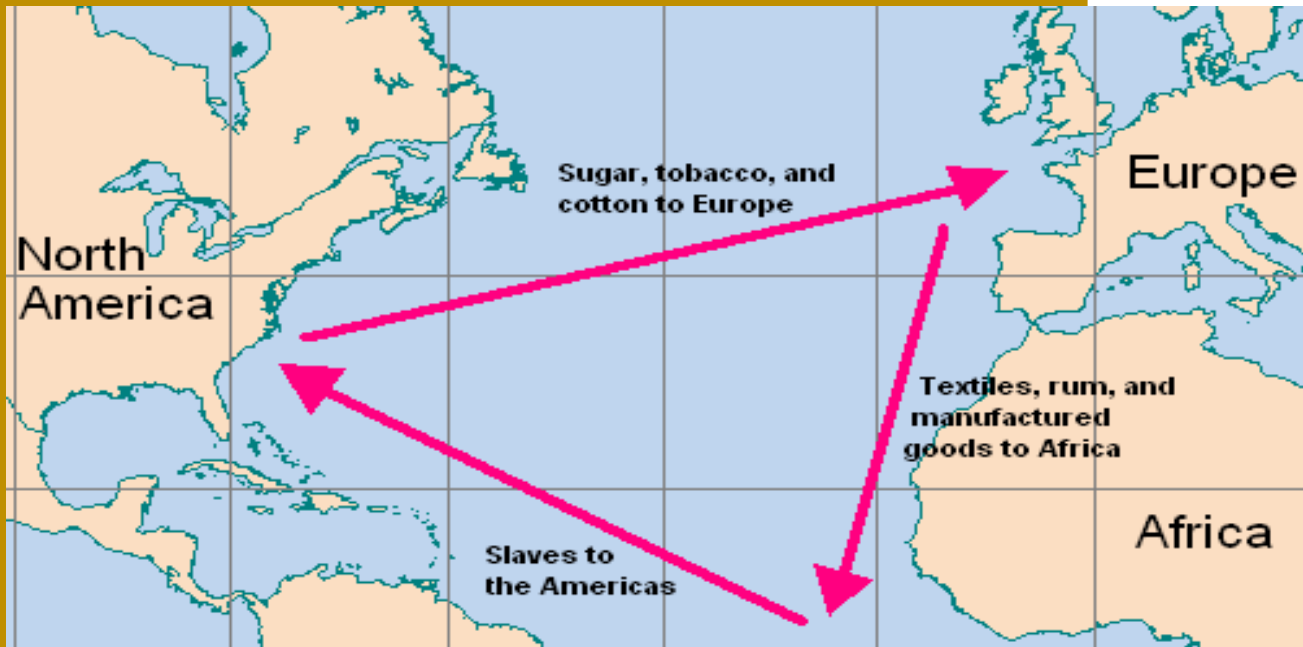 Sugar, tobacco, and
cotton to Europe
Europe
North
America
Textiles, rum, and
manufactured
goods to Africa
Africa
Slaves to
the Americas